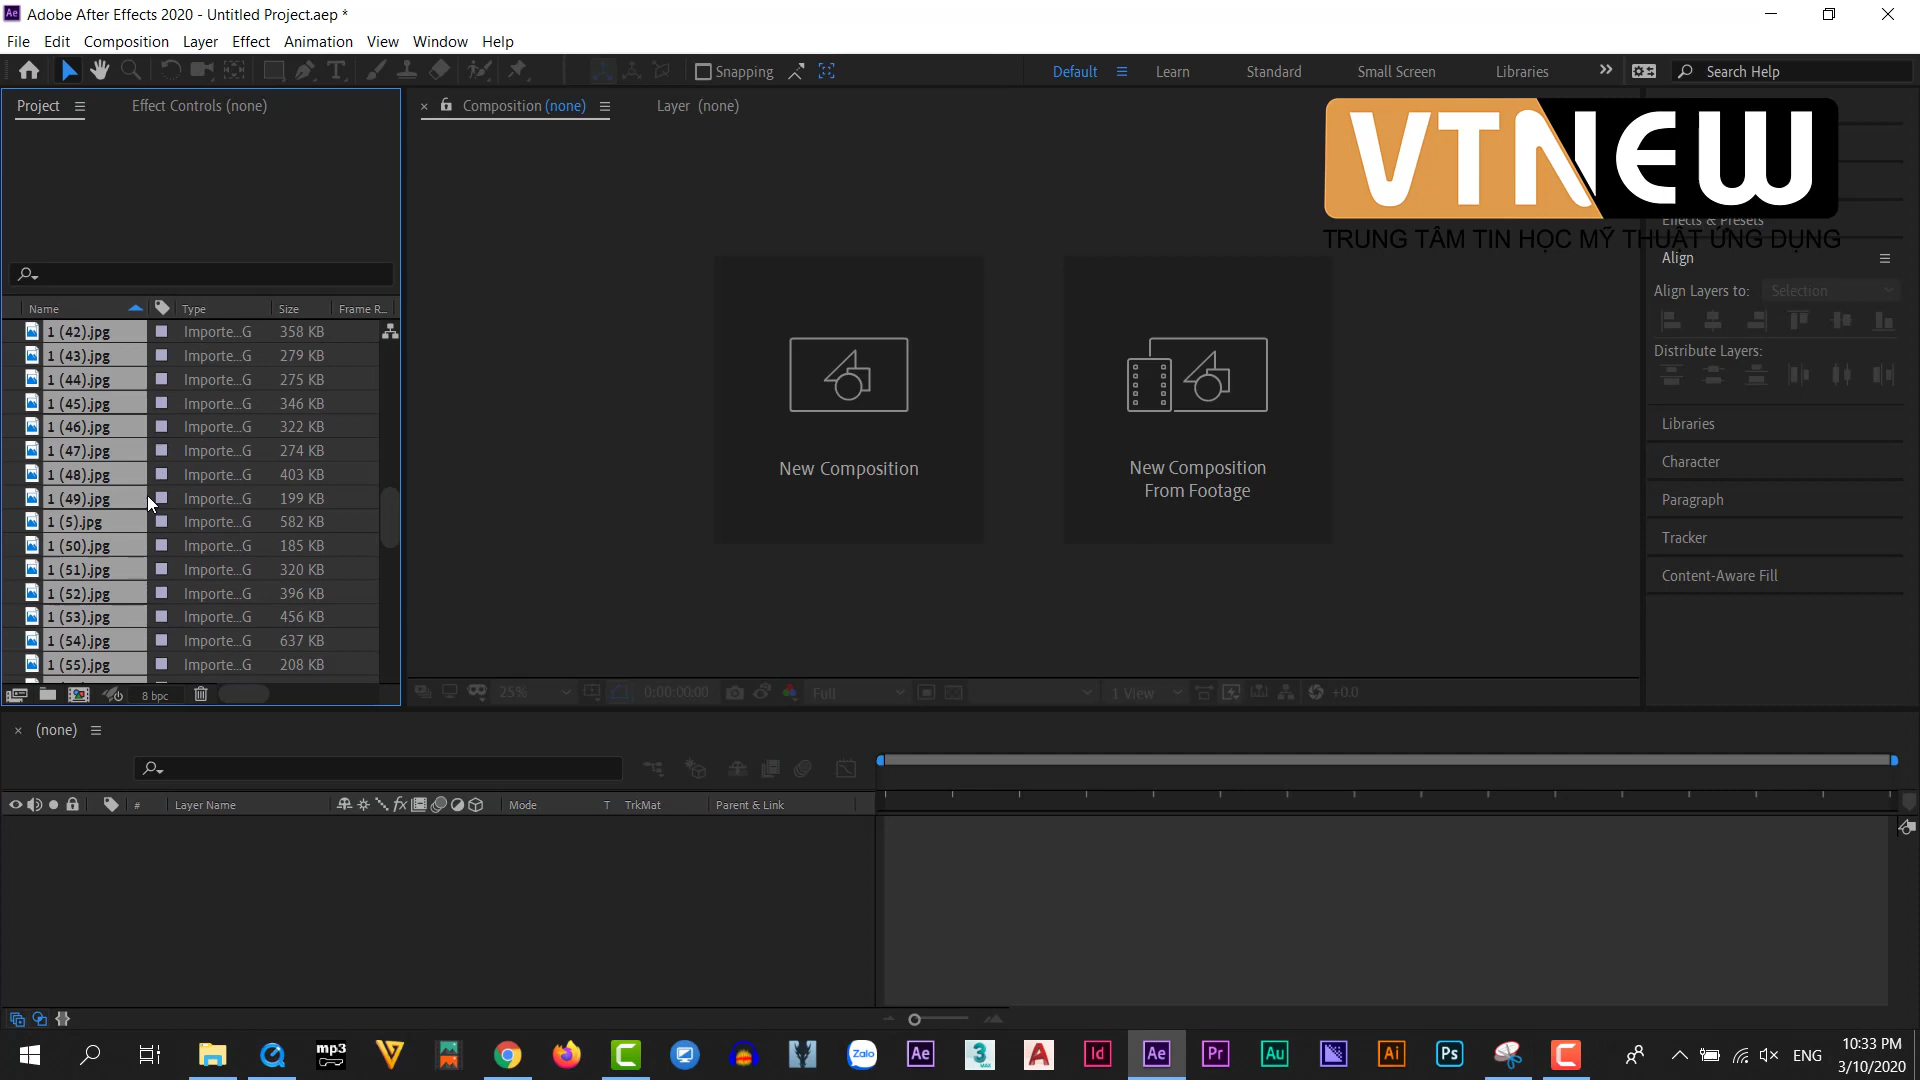 Adobe After Effects 2020 - Untitled Project.aep *
File Edit Composition Layer Effect Animation View Window Help
Snapping Default Learn Standard Small Screen Libraries Search Help
Project Effect Controls (none) Composition (none) Layer (none)
VTNEW
TRUNG TÂM TIN HỌC MỸ THUẬT ỨNG DỤNG
Effects & Presets
Align
Align Layers to: Selection
Distribute Layers:
Libraries
Character
Paragraph
Tracker
Content-Aware Fill
Name Type Size Frame R...
1 (42).jpg Importe...G 358 KB
1 (43).jpg Importe...G 279 KB
1 (44).jpg Importe...G 275 KB
1 (45).jpg Importe...G 346 KB
1 (46).jpg Importe...G 322 KB
1 (47).jpg Importe...G 274 KB
1 (48).jpg Importe...G 403 KB
1 (49).jpg Importe...G 199 KB
1 (5).jpg Importe...G 582 KB
1 (50).jpg Importe...G 185 KB
1 (51).jpg Importe...G 320 KB
1 (52).jpg Importe...G 396 KB
1 (53).jpg Importe...G 456 KB
1 (54).jpg Importe...G 637 KB
1 (55).jpg Importe...G 208 KB
8 bpc
New Composition
New Composition
From Footage
25% 0:00:00:00 Full 1 View +0.0
(none)
# Layer Name fx Mode T TrkMat Parent & Link
mp3 Zalo Ae 3 MAX A Id Ae Pr Au Ai Ps ENG
10:33 PM
3/10/2020